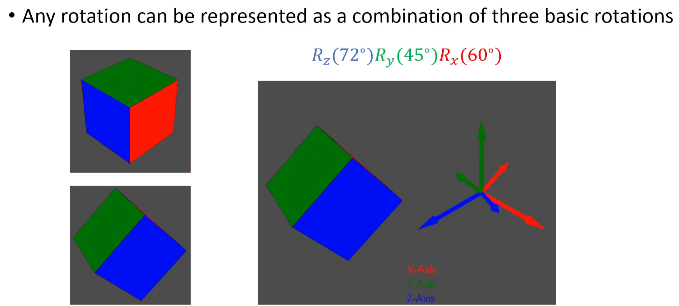 • Any rotation can be represented as a combination of three basic rotations
R_z(72°)R_y(45°)R_x(60°)
X-Axis
Y-Axis
Z-Axis